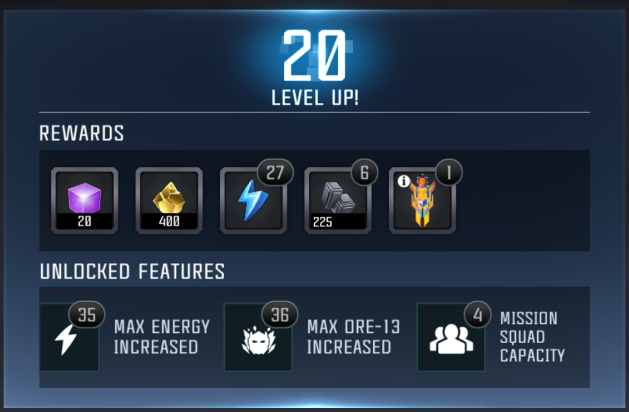 20
LEVEL UP!
REWARDS
20
400
27
225
6
i
1
UNLOCKED FEATURES
35
MAX ENERGY
INCREASED
36
MAX ORE-13
INCREASED
4
MISSION
SQUAD
CAPACITY